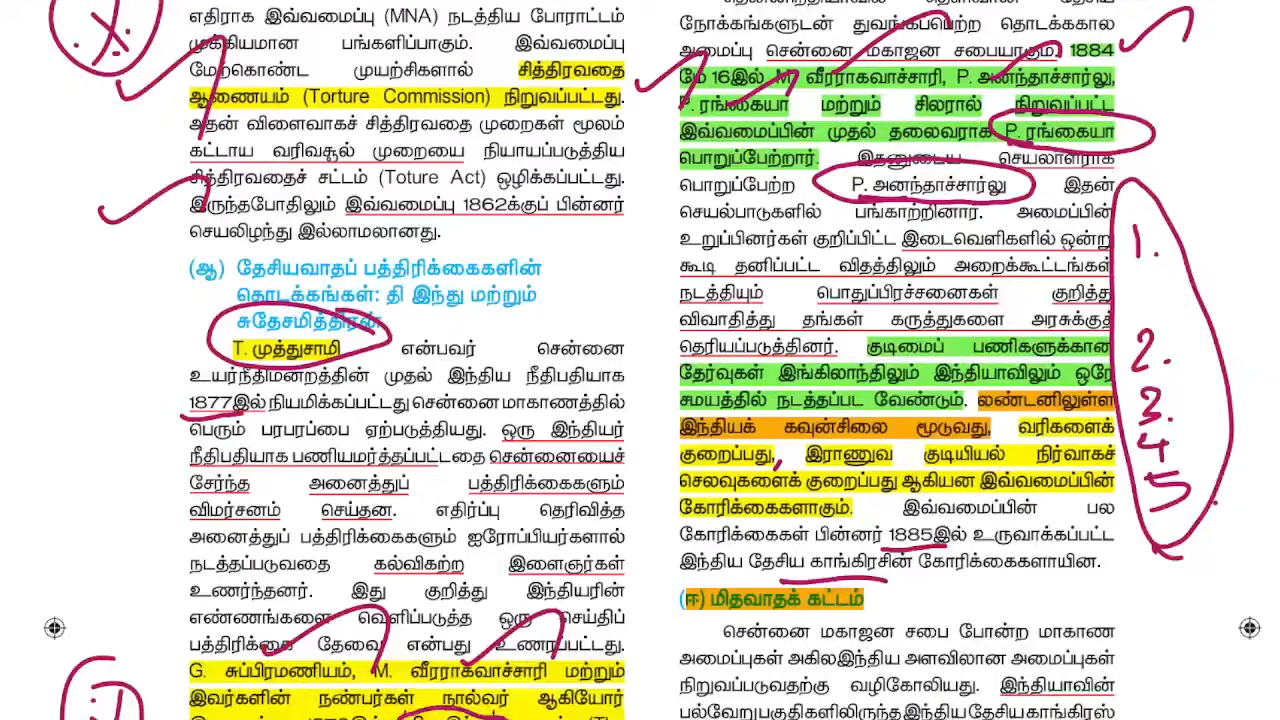 எதிராக இவ்வமைப்பு (MNA) நடத்திய போராட்டம்
முக்கியமான பங்களிப்பாகும். இவ்வமைப்பு
மேற்கொண்ட முயற்சிகளால் சித்திரவதை
ஆணையம் (Torture Commission) நிறுவப்பட்டது.
அதன் விளைவாகச் சித்திரவதை முறைகள் மூலம்
கட்டாய வரிவசூல் முறையை நியாயப்படுத்திய
சித்திரவதைச் சட்டம் (Toture Act) ஒழிக்கப்பட்டது.
இருந்தபோதிலும் இவ்வமைப்பு 1862க்குப் பின்னர்
செயலிழந்து இல்லாமலானது.
(ஆ) தேசியவாதப் பத்திரிக்கைகளின்
தொடக்கங்கள்: தி இந்து மற்றும்
சுதேசமித்திரன்:
T. முத்துசாமி என்பவர் சென்னை
உயர்நீதிமன்றத்தின் முதல் இந்திய நீதிபதியாக
1877இல் நியமிக்கப்பட்டது சென்னை மாகாணத்தில்
பெரும் பரபரப்பை ஏற்படுத்தியது. ஒரு இந்தியர்
நீதிபதியாக பணியமர்த்தப்பட்டதை சென்னையைச்
சேர்ந்த அனைத்துப் பத்திரிக்கைகளும்
விமர்சனம் செய்தன. எதிர்ப்பு தெரிவித்த
அனைத்துப் பத்திரிக்கைகளும் ஐரோப்பியர்களால்
நடத்தப்படுவதை கல்விகற்ற இளைஞர்கள்
உணர்ந்தனர். இது குறித்து இந்தியரின்
எண்ணங்களை வெளிப்படுத்த ஒரு செய்திப்
பத்திரிக்கை தேவை என்பது உணரப்பட்டது.
G. சுப்பிரமணியம், M. வீரராகவாச்சாரி மற்றும்
இவர்களின் நண்பர்கள் நால்வர் ஆகியோர்
நோக்கங்களுடன் துவங்கப்பெற்ற தொடக்ககால
அமைப்பு சென்னை மகாஜன சபையாகும். 1884
மே 16இல் M. வீரராகவாச்சாரி, P. அனந்தாச்சார்லு,
P. ரங்கையா மற்றும் சிலரால் நிறுவப்பட்ட
இவ்வமைப்பின் முதல் தலைவராக P. ரங்கையா
பொறுப்பேற்றார். இதனுடைய செயலாளராக
பொறுப்பேற்ற P. அனந்தாச்சார்லு இதன்
செயல்பாடுகளில் பங்காற்றினார். அமைப்பின்
உறுப்பினர்கள் குறிப்பிட்ட இடைவெளிகளில் ஒன்று
கூடி தனிப்பட்ட விதத்திலும் அறைக்கூட்டங்கள்
நடத்தியும் பொதுப்பிரச்சனைகள் குறித்து
விவாதித்து தங்கள் கருத்துகளை அரசுக்குத்
தெரியப்படுத்தினர். குடிமைப் பணிகளுக்கான
தேர்வுகள் இங்கிலாந்திலும் இந்தியாவிலும் ஒரே
சமயத்தில் நடத்தப்பட வேண்டும். லண்டனிலுள்ள
இந்தியக் கவுன்சிலை மூடுவது, வரிகளைக்
குறைப்பது, இராணுவ குடியியல் நிர்வாகச்
செலவுகளைக் குறைப்பது ஆகியன இவ்வமைப்பின்
கோரிக்கைகளாகும். இவ்வமைப்பின் பல
கோரிக்கைகள் பின்னர் 1885இல் உருவாக்கப்பட்ட
இந்திய தேசிய காங்கிரசின் கோரிக்கைகளாயின.
(ஈ) மிதவாதக் கட்டம்
சென்னை மகாஜன சபை போன்ற மாகாண
அமைப்புகள் அகிலஇந்திய அளவிலான அமைப்புகள்
நிறுவப்படுவதற்கு வழிகோலியது. இந்தியாவின்
பல்வேறு பகுதிகளிலிருந்த இந்திய தேசிய காங்கிரஸ்
1.
2.
3.
4
5